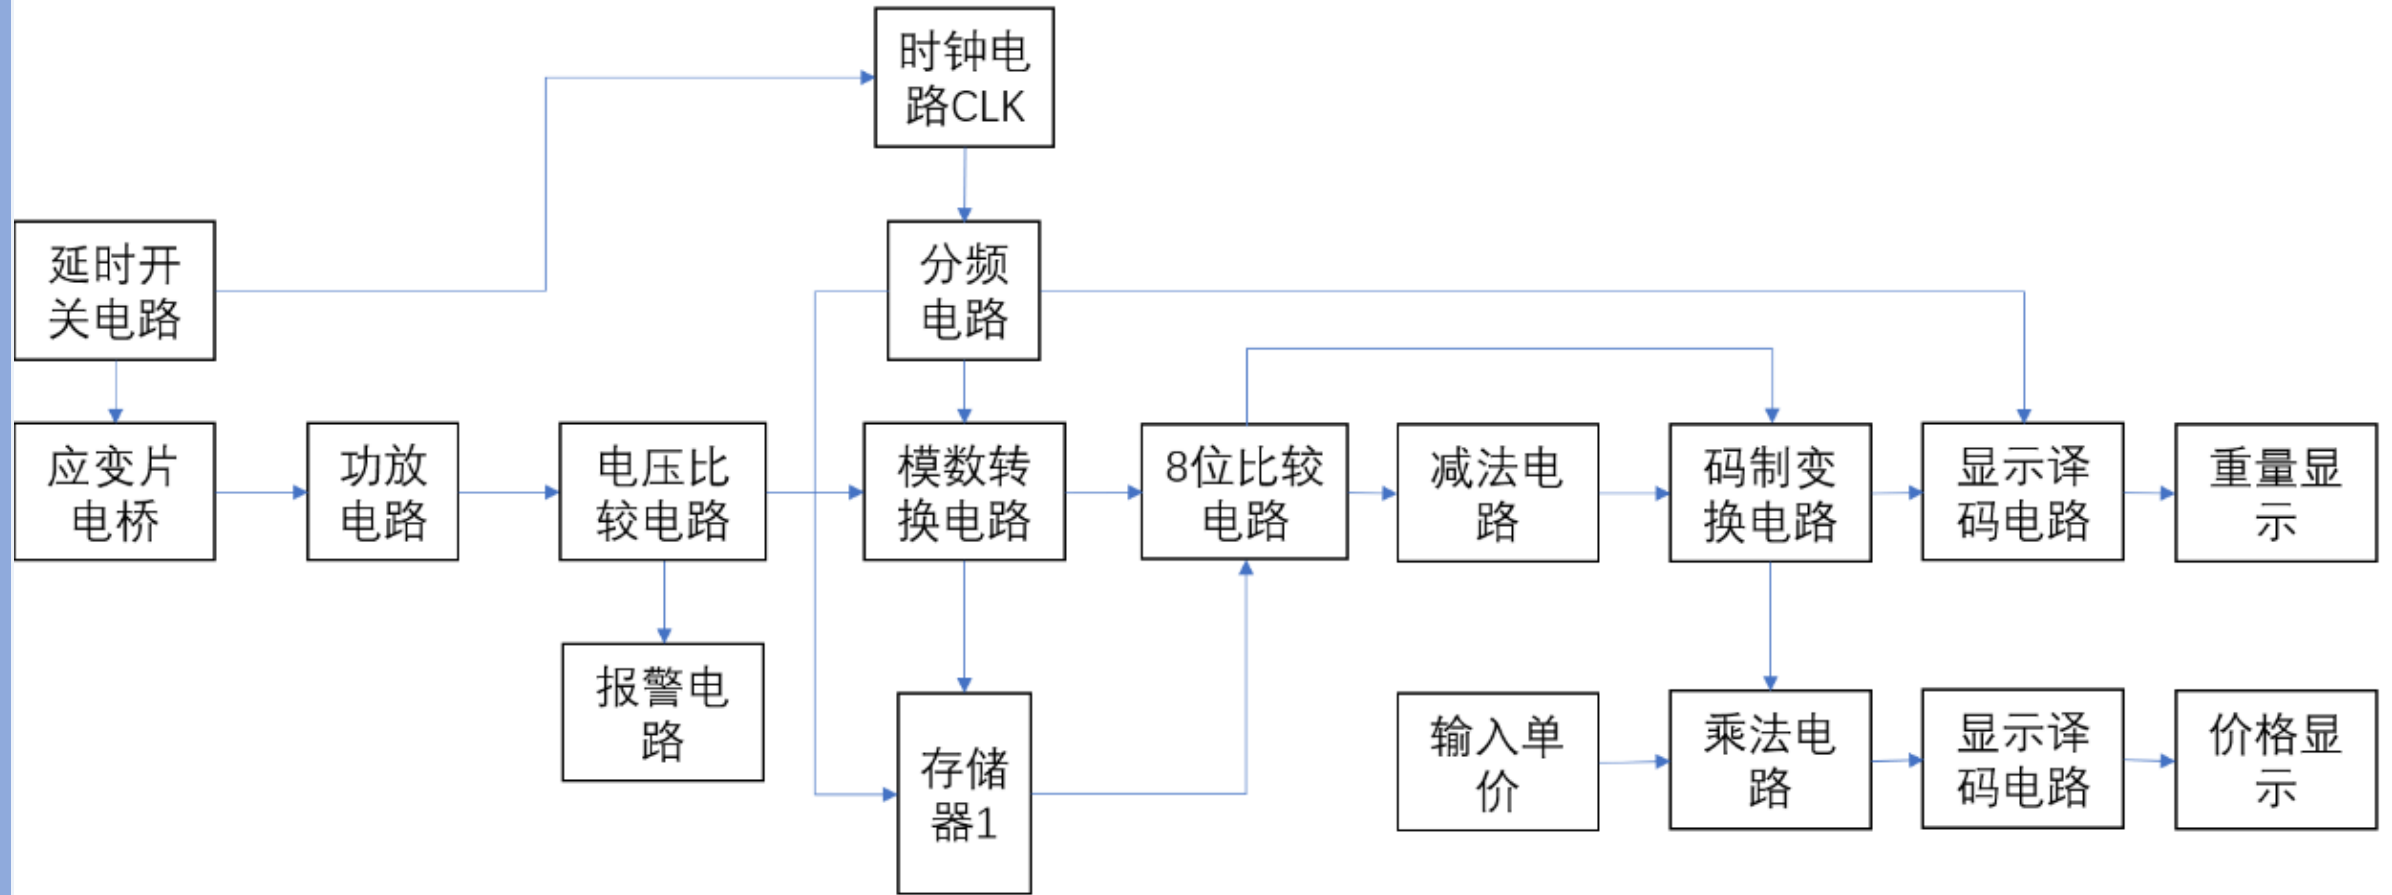 时钟电
路CLK
延时开
关电路
分频
电路
应变片
电桥
功放
电路
电压比
较电路
模数转
换电路
8位比较
电路
减法电
路
码制变
换电路
显示译
码电路
重量显
示
报警电
路
存储
器1
输入单
价
乘法电
路
显示译
码电路
价格显
示